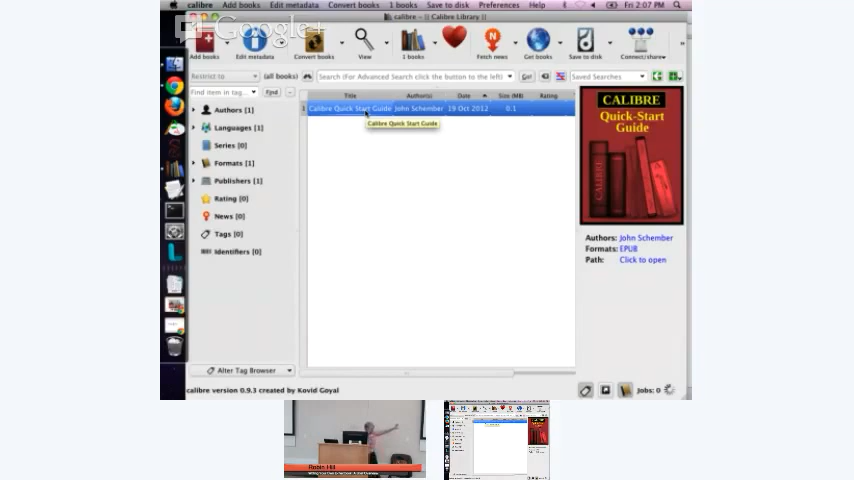 calibre Add books Edit metadata Convert books 1 books Save to disk Preferences Help Fri 2:07 PM
calibre - || Calibre Library ||
Google+
Add books Edit metadata Convert books View 1 books Fetch news Get books Save to disk Connect/share
Restrict to (all books) Search (For Advanced Search click the button to the left) Go! Saved Searches
Find item in tag... Find
Title Author(s) Date Size (MB) Rating
1 Calibre Quick Start Guide John Schember 19 Oct 2012 0.1
Calibre Quick Start Guide
Authors [1]
Languages [1]
Series [0]
Formats [1]
Publishers [1]
Rating [0]
News [0]
Tags [0]
Identifiers [0]
CALIBRE
Quick-Start
Guide
CALIBRE
Authors: John Schember
Formats: EPUB
Path: Click to open
Alter Tag Browser
calibre version 0.9.3 created by Kovid Goyal
Jobs: 0
Robin Hill